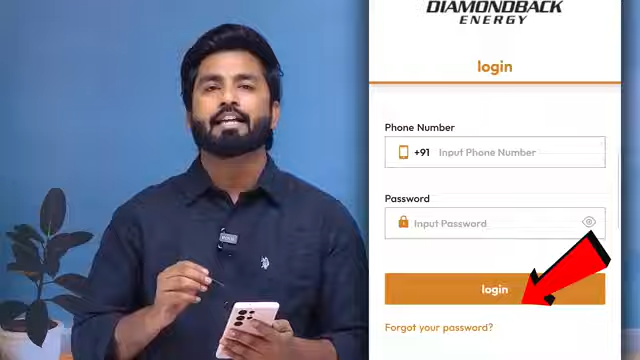 DIAMONDBACK
ENERGY
login
Phone Number
+91 Input Phone Number
Password
Input Password
login
Forgot your password?